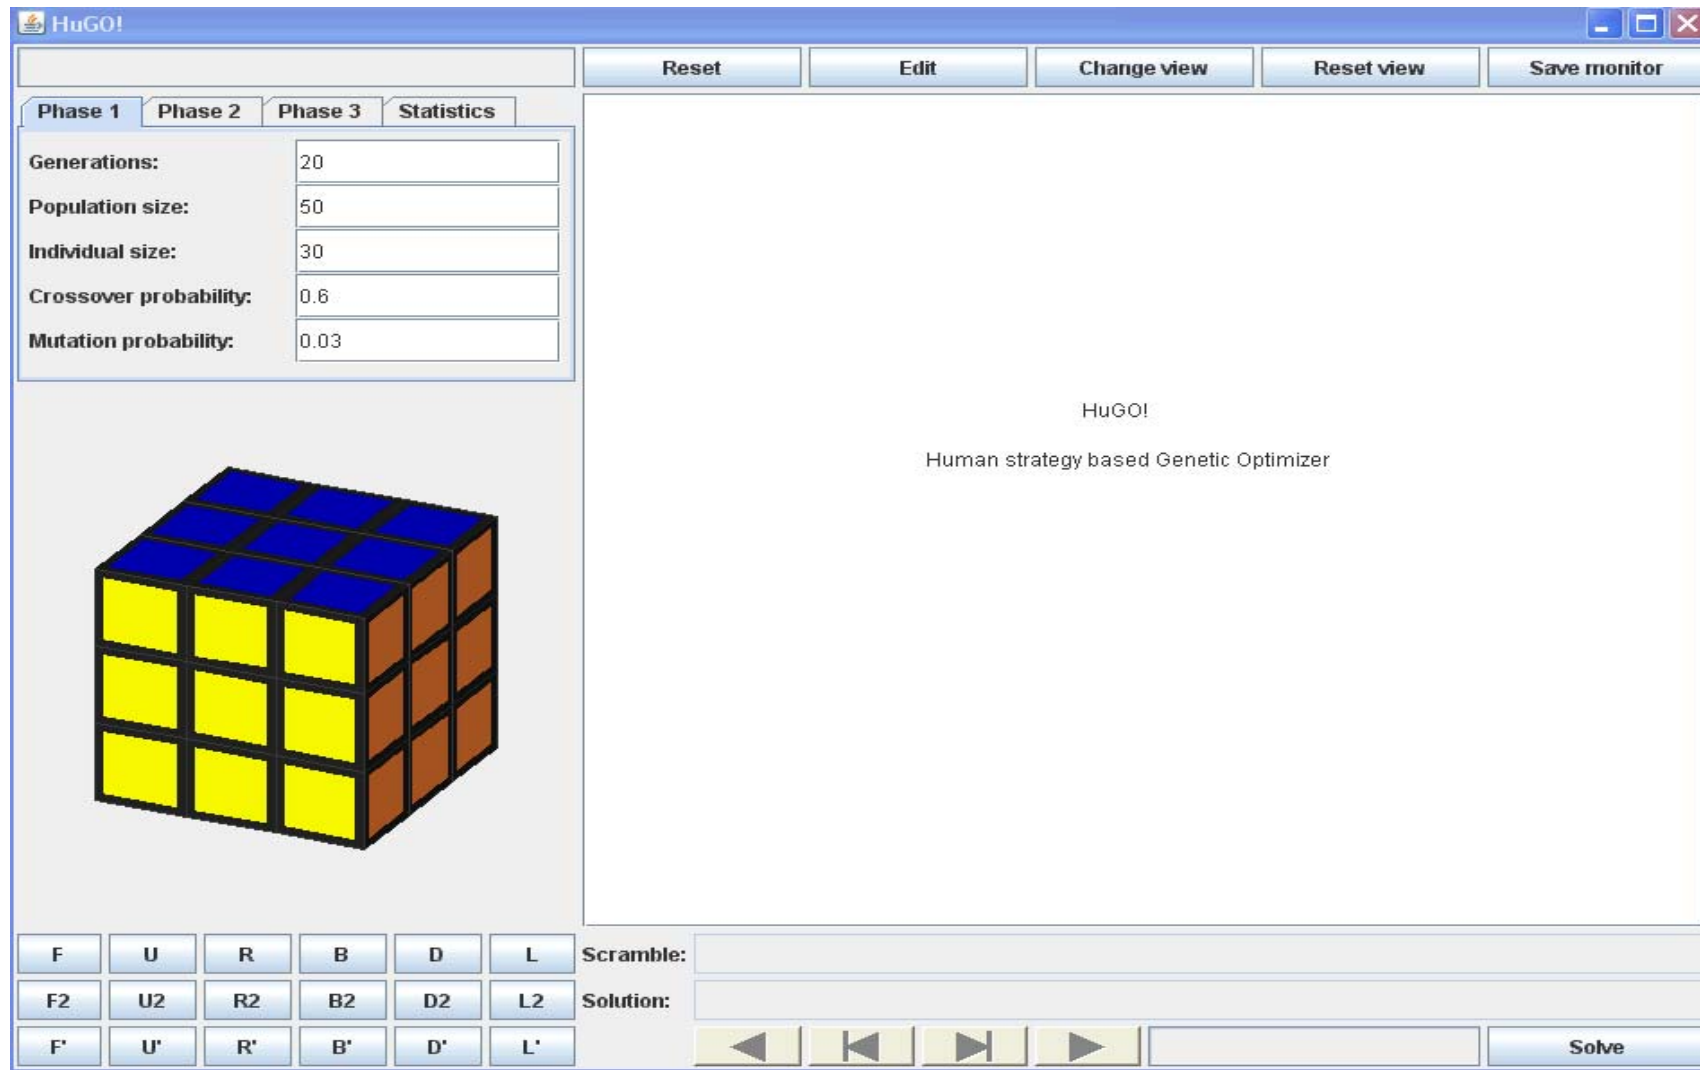 HuGO!
Reset Edit Change view Reset view Save monitor
Phase 1 Phase 2 Phase 3 Statistics
Generations: 20
Population size: 50
Individual size: 30
Crossover probability: 0.6
Mutation probability: 0.03
HuGO!
Human strategy based Genetic Optimizer
F U R B D L Scramble:
F2 U2 R2 B2 D2 L2 Solution:
F' U' R' B' D' L' Solve